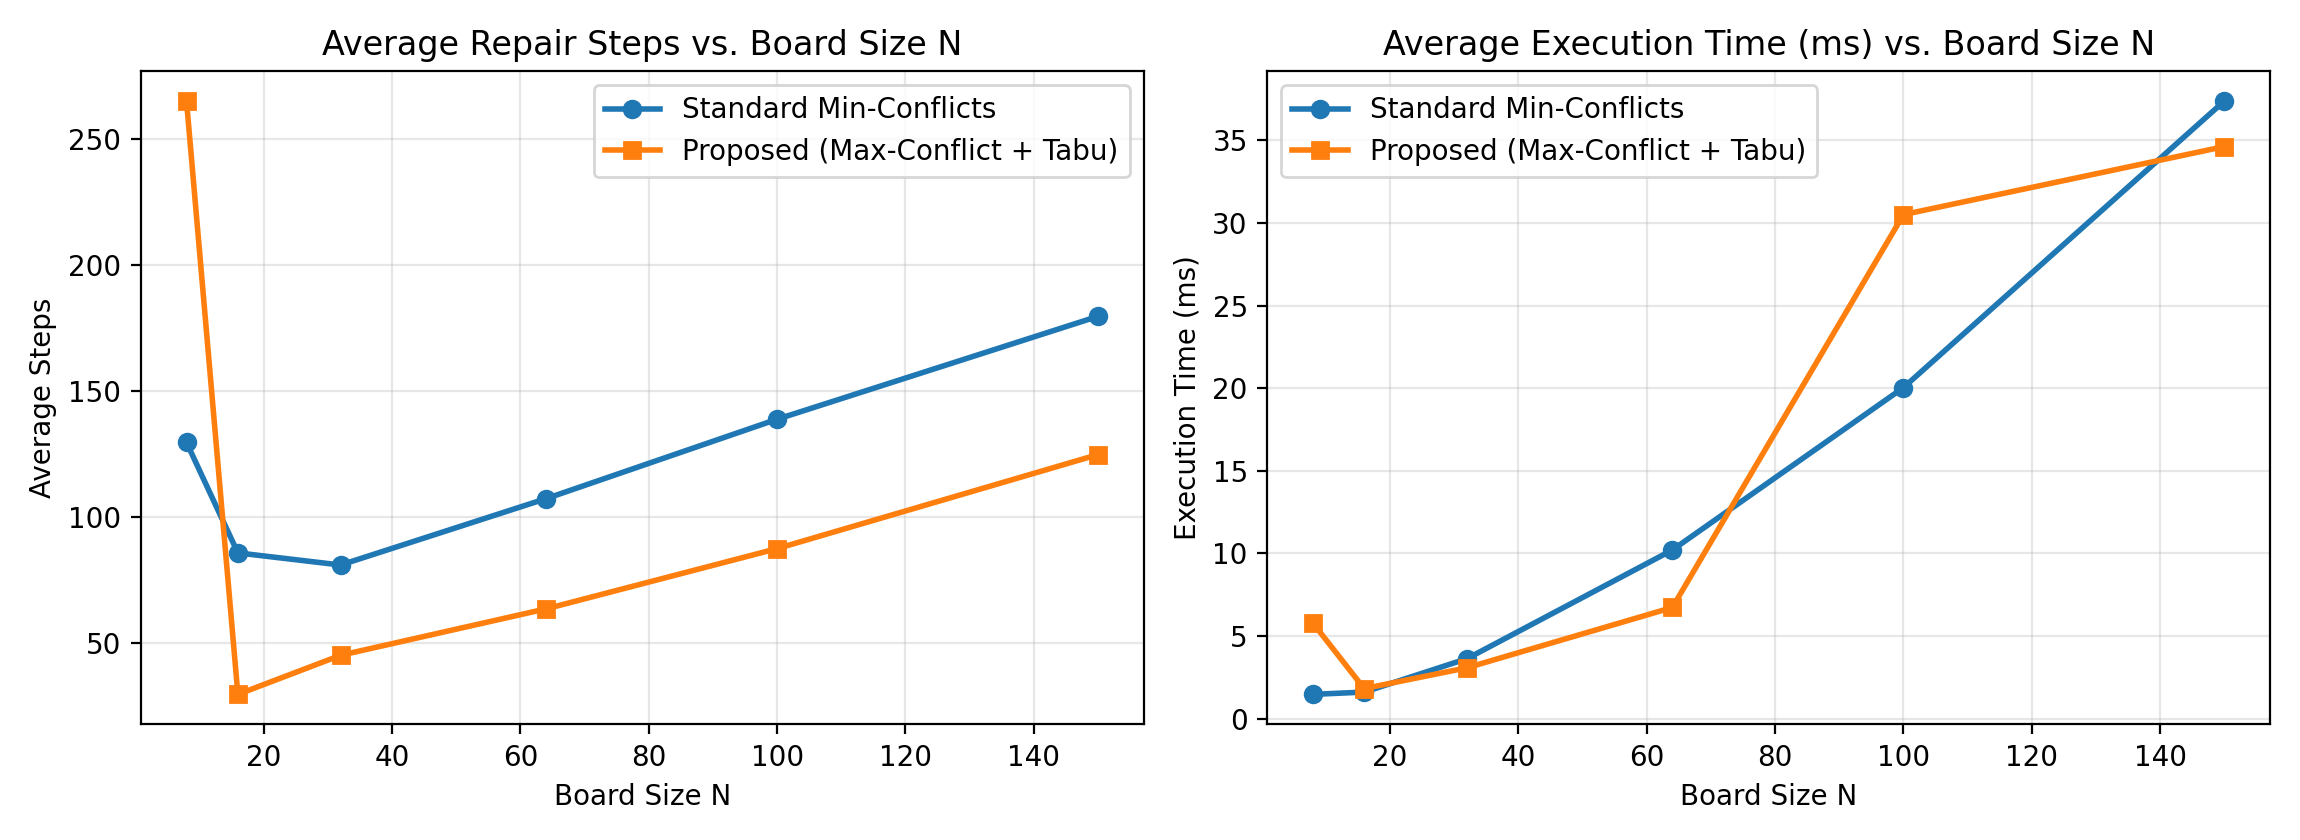 Average Repair Steps vs. Board Size N
Standard Min-Conflicts
Proposed (Max-Conflict + Tabu)
Average Steps
250
200
150
100
50
20 40 60 80 100 120 140
Board Size N
Average Execution Time (ms) vs. Board Size N
Standard Min-Conflicts
Proposed (Max-Conflict + Tabu)
Execution Time (ms)
35
30
25
20
15
10
5
0
20 40 60 80 100 120 140
Board Size N